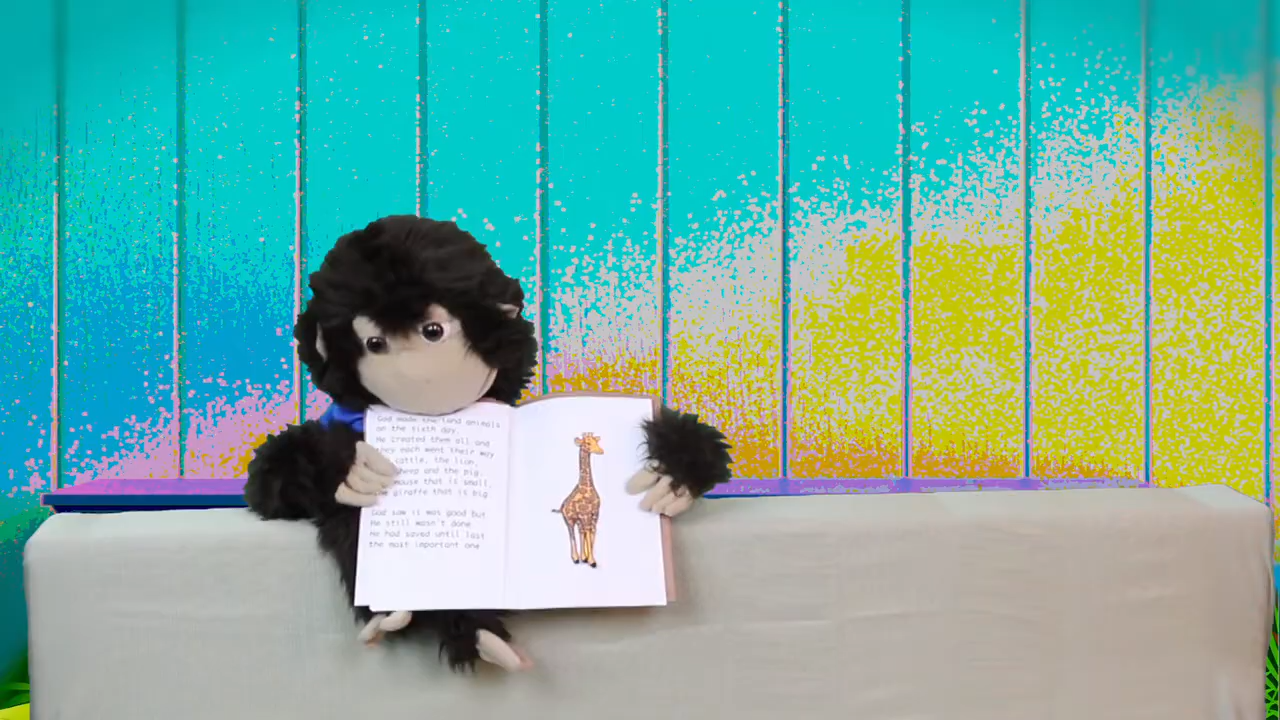 God made the land animals
on the sixth day.
He created them all and
they each went their way
cattle, the lion,
sheep and the pig,
mouse that is small,
giraffe that is big
God saw it was good but
He still wasn't done
He had saved until last
the most important one